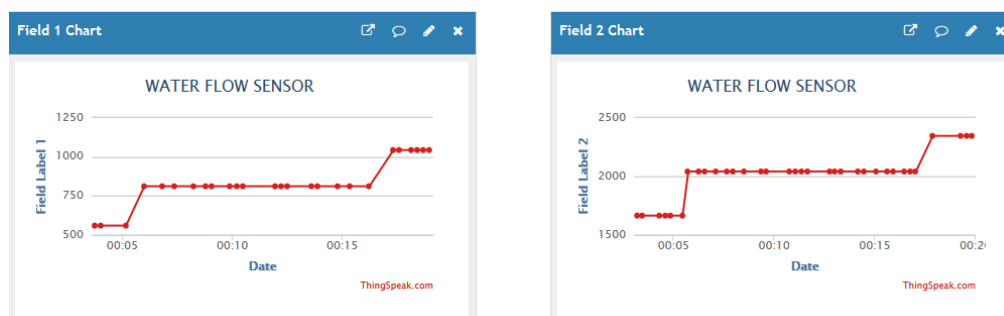 Field 1 Chart
WATER FLOW SENSOR
1250
1000
750
500
Field Label 1
00:05 00:10 00:15
Date
ThingSpeak.com
Field 2 Chart
WATER FLOW SENSOR
2500
2000
1500
Field Label 2
00:05 00:10 00:15 00:20
Date
ThingSpeak.com